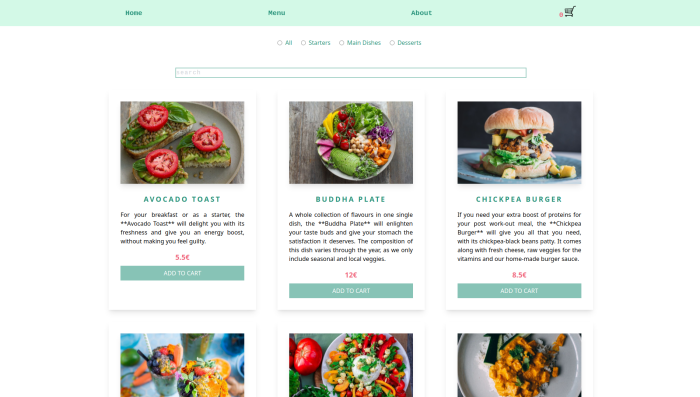 Home Menu About 0
All Starters Main Dishes Desserts
search
AVOCADO TOAST
For your breakfast or as a starter, the
**Avocado Toast** will delight you with its
freshness and give you an energy boost,
without making you feel guilty.
5.5€
ADD TO CART
BUDDHA PLATE
A whole collection of flavours in one single
dish, the **Buddha Plate** will enlighten
your taste buds and give your stomach the
satisfaction it deserves. The composition of
this dish varies through the year, as we only
include seasonal and local veggies.
12€
ADD TO CART
CHICKPEA BURGER
If you need your extra boost of proteins for
your post work-out meal, the **Chickpea
Burger** will give you all that you need,
with its chickpea-black beans patty. It comes
along with fresh cheese, raw veggies for the
vitamins and our home-made burger sauce.
8.5€
ADD TO CART